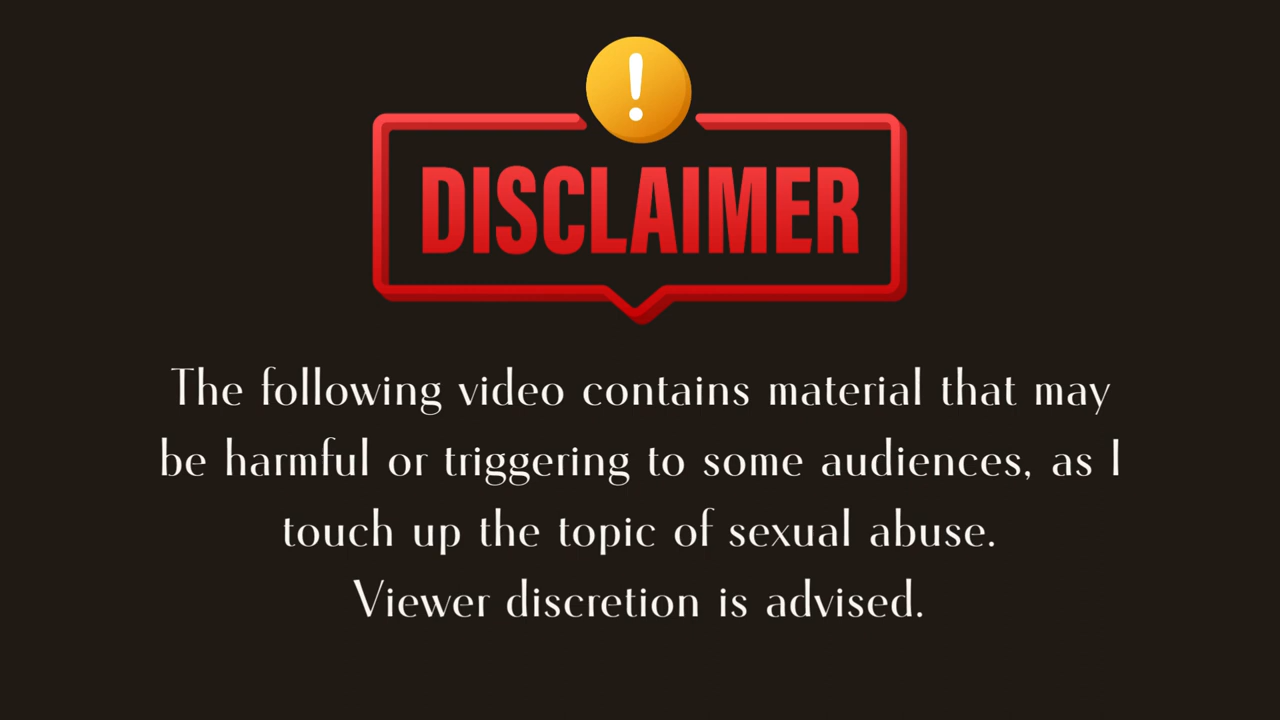 !
DISCLAIMER
The following video contains material that may
be harmful or triggering to some audiences, as I
touch up the topic of sexual abuse.
Viewer discretion is advised.